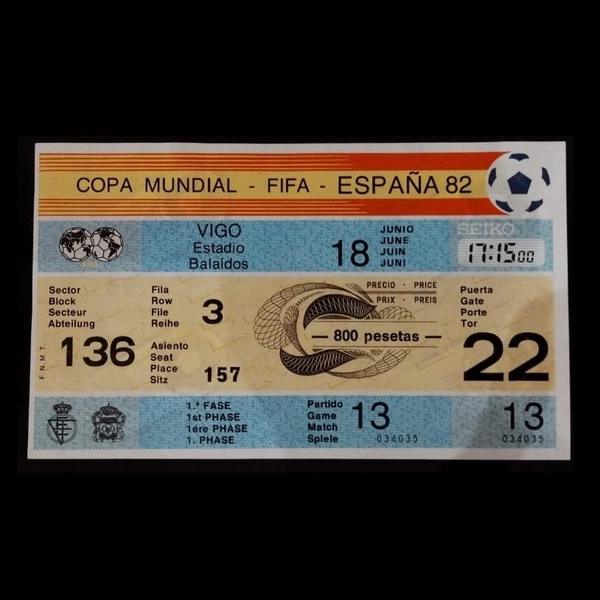 COPA MUNDIAL - FIFA - ESPAÑA 82
VIGO
Estadio
Balaidos
18
JUNIO
JUNE
JUIN
JUNI
SEIKO
17:15 00
FIFA
Sector
Block
Secteur
Abteilung
136
Fila
Row
File
Reihe
3
Asiento
Seat
Place
Sitz
157
PRECIO · PRICE
PRIX · PREIS
800 pesetas
Puerta
Gate
Porte
Tor
22
F.N.M.T.
1.ª FASE
1st PHASE
1ére PHASE
1. PHASE
Partido
Game
Match
Spiele
13
034035
13
034035